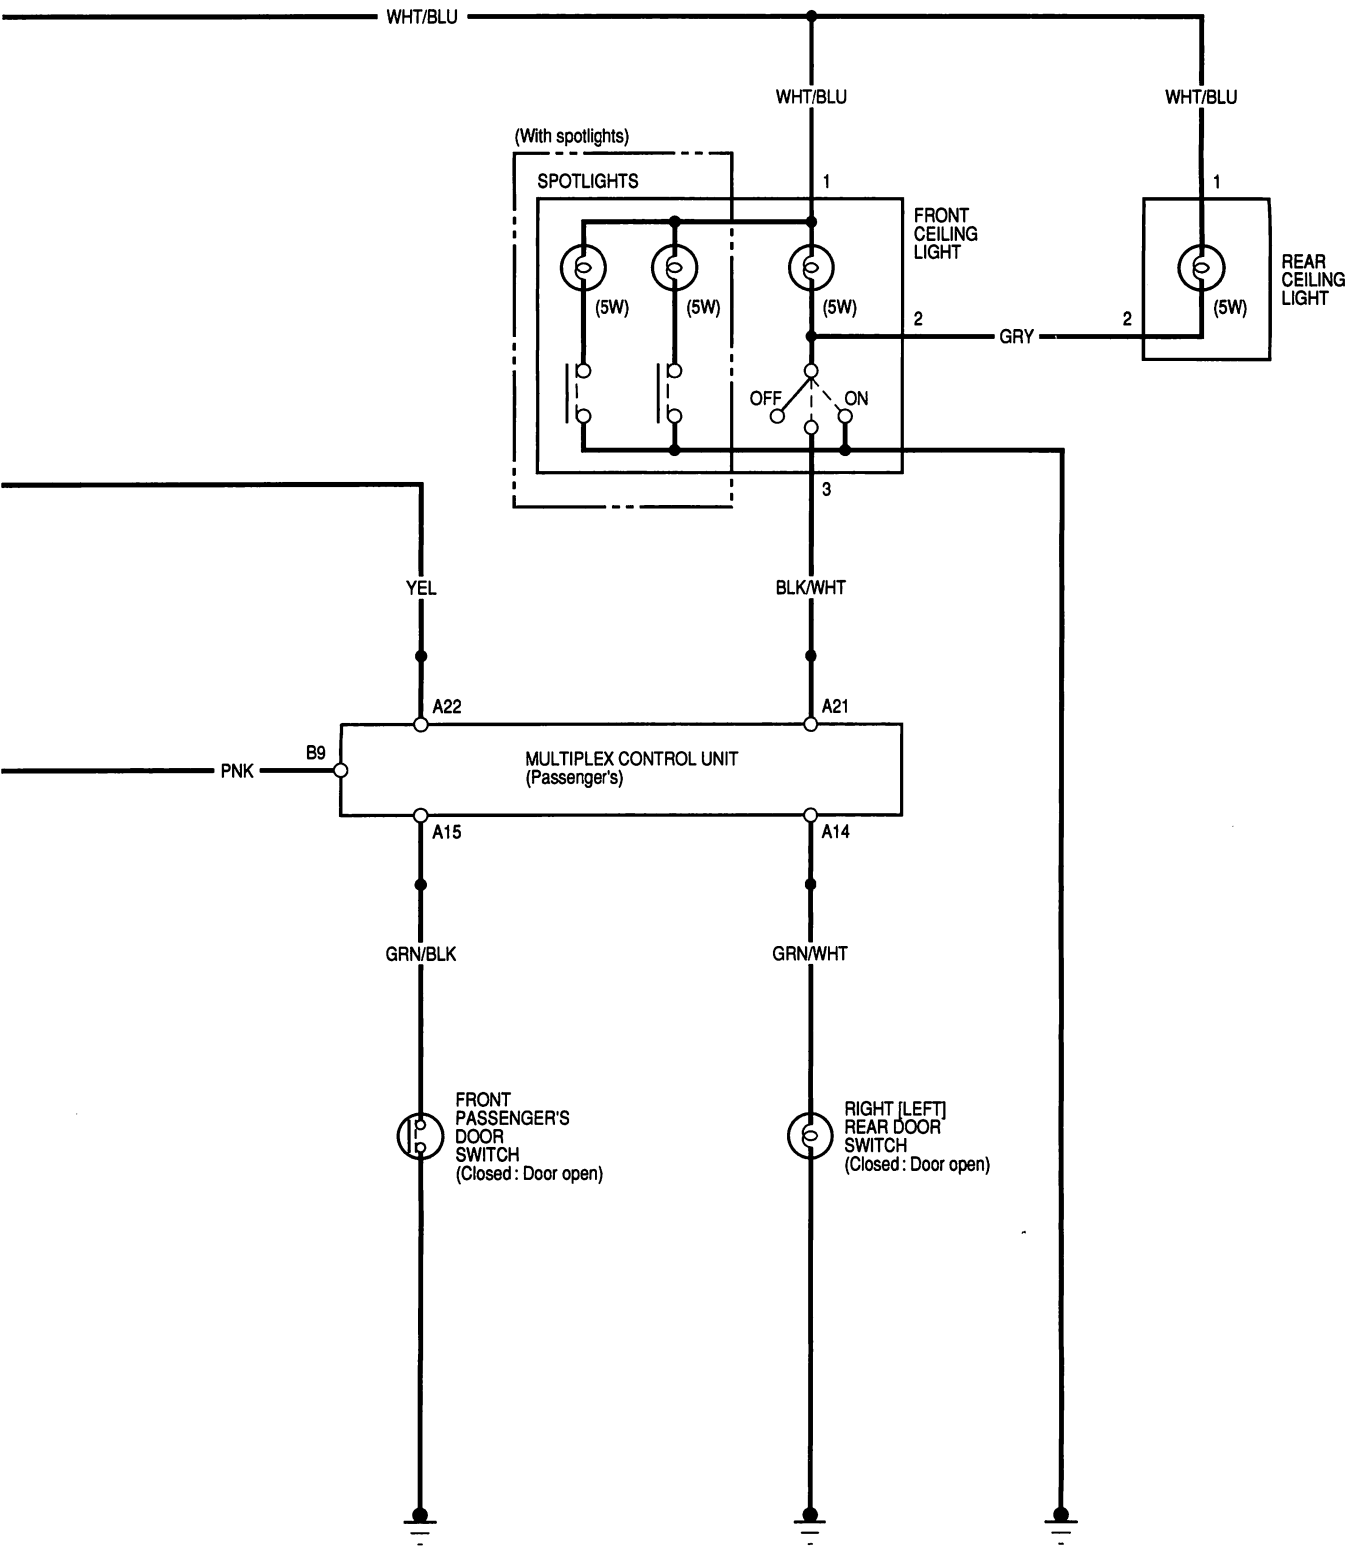 WHT/BLU
WHT/BLU
WHT/BLU
(With spotlights)
SPOTLIGHTS
1
1
FRONT
CEILING
LIGHT
REAR
CEILING
LIGHT
(5W)
(5W)
(5W)
(5W)
2
GRY
2
OFF
ON
3
YEL
BLK/WHT
A22
A21
B9
PNK
MULTIPLEX CONTROL UNIT
(Passenger's)
A15
A14
GRN/BLK
GRN/WHT
FRONT
PASSENGER'S
DOOR
SWITCH
(Closed : Door open)
RIGHT [LEFT]
REAR DOOR
SWITCH
(Closed : Door open)